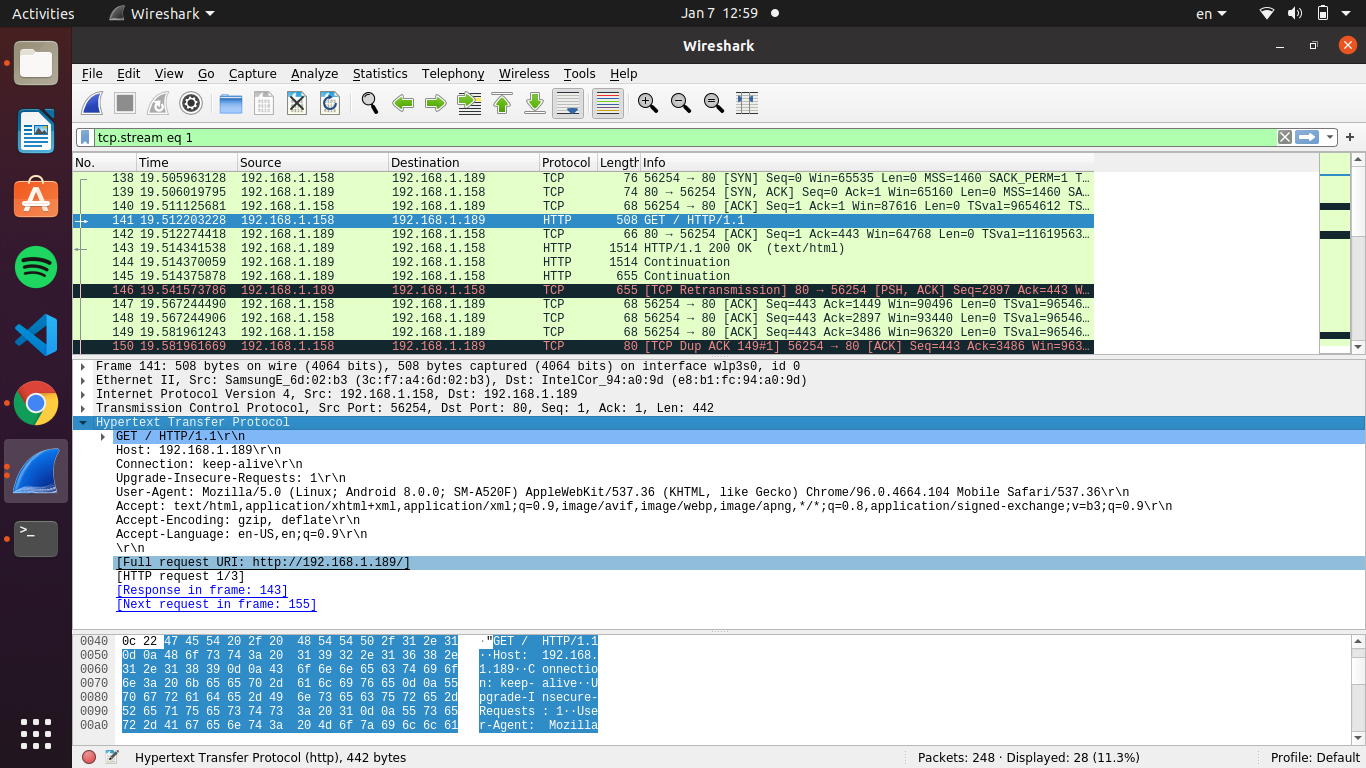 Activities Wireshark Jan 7 12:59 en
Wireshark
File Edit View Go Capture Analyze Statistics Telephony Wireless Tools Help
tcp.stream eq 1
No. Time Source Destination Protocol Length Info
138 19.505963128 192.168.1.158 192.168.1.189 TCP 76 56254 → 80 [SYN] Seq=0 Win=65535 Len=0 MSS=1460 SACK_PERM=1 T…
139 19.506019795 192.168.1.189 192.168.1.158 TCP 74 80 → 56254 [SYN, ACK] Seq=0 Ack=1 Win=65160 Len=0 MSS=1460 SA…
140 19.511125681 192.168.1.158 192.168.1.189 TCP 68 56254 → 80 [ACK] Seq=1 Ack=1 Win=87616 Len=0 TSval=9654612 TS…
141 19.512203228 192.168.1.158 192.168.1.189 HTTP 508 GET / HTTP/1.1
142 19.512274418 192.168.1.189 192.168.1.158 TCP 66 80 → 56254 [ACK] Seq=1 Ack=443 Win=64768 Len=0 TSval=11619563…
143 19.514341538 192.168.1.189 192.168.1.158 HTTP 1514 HTTP/1.1 200 OK (text/html)
144 19.514370059 192.168.1.189 192.168.1.158 HTTP 1514 Continuation
145 19.514375878 192.168.1.189 192.168.1.158 HTTP 655 Continuation
146 19.541573786 192.168.1.189 192.168.1.158 TCP 655 [TCP Retransmission] 80 → 56254 [PSH, ACK] Seq=2897 Ack=443 W…
147 19.567244490 192.168.1.158 192.168.1.189 TCP 68 56254 → 80 [ACK] Seq=443 Ack=1449 Win=90496 Len=0 TSval=96546…
148 19.567244906 192.168.1.158 192.168.1.189 TCP 68 56254 → 80 [ACK] Seq=443 Ack=2897 Win=93440 Len=0 TSval=96546…
149 19.581961243 192.168.1.158 192.168.1.189 TCP 68 56254 → 80 [ACK] Seq=443 Ack=3486 Win=96320 Len=0 TSval=96546…
150 19.581961669 192.168.1.158 192.168.1.189 TCP 80 [TCP Dup ACK 149#1] 56254 → 80 [ACK] Seq=443 Ack=3486 Win=963…
Frame 141: 508 bytes on wire (4064 bits), 508 bytes captured (4064 bits) on interface wlp3s0, id 0
Ethernet II, Src: SamsungE_6d:02:b3 (3c:f7:a4:6d:02:b3), Dst: IntelCor_94:a0:9d (e8:b1:fc:94:a0:9d)
Internet Protocol Version 4, Src: 192.168.1.158, Dst: 192.168.1.189
Transmission Control Protocol, Src Port: 56254, Dst Port: 80, Seq: 1, Ack: 1, Len: 442
Hypertext Transfer Protocol
GET / HTTP/1.1\r\n
Host: 192.168.1.189\r\n
Connection: keep-alive\r\n
Upgrade-Insecure-Requests: 1\r\n
User-Agent: Mozilla/5.0 (Linux; Android 8.0.0; SM-A520F) AppleWebKit/537.36 (KHTML, like Gecko) Chrome/96.0.4664.104 Mobile Safari/537.36\r\n
Accept: text/html,application/xhtml+xml,application/xml;q=0.9,image/avif,image/webp,image/apng,*/*;q=0.8,application/signed-exchange;v=b3;q=0.9\r\n
Accept-Encoding: gzip, deflate\r\n
Accept-Language: en-US,en;q=0.9\r\n
\r\n
[Full request URI: http://192.168.1.189/]
[HTTP request 1/3]
[Response in frame: 143]
[Next request in frame: 155]
0040 0c 22 47 45 54 20 2f 20 48 54 54 50 2f 31 2e 31 ·"GET / HTTP/1.1
0050 0d 0a 48 6f 73 74 3a 20 31 39 32 2e 31 36 38 2e ··Host: 192.168.
0060 31 2e 31 38 39 0d 0a 43 6f 6e 6e 65 63 74 69 6f 1.189··C onnectio
0070 6e 3a 20 6b 65 65 70 2d 61 6c 69 76 65 0d 0a 55 n: keep- alive··U
0080 70 67 72 61 64 65 2d 49 6e 73 65 63 75 72 65 2d pgrade-I nsecure-
0090 52 65 71 75 65 73 74 73 3a 20 31 0d 0a 55 73 65 Requests : 1··Use
00a0 72 2d 41 67 65 6e 74 3a 20 4d 6f 7a 69 6c 6c 61 r-Agent: Mozilla
Hypertext Transfer Protocol (http), 442 bytes Packets: 248 · Displayed: 28 (11.3%) Profile: Default